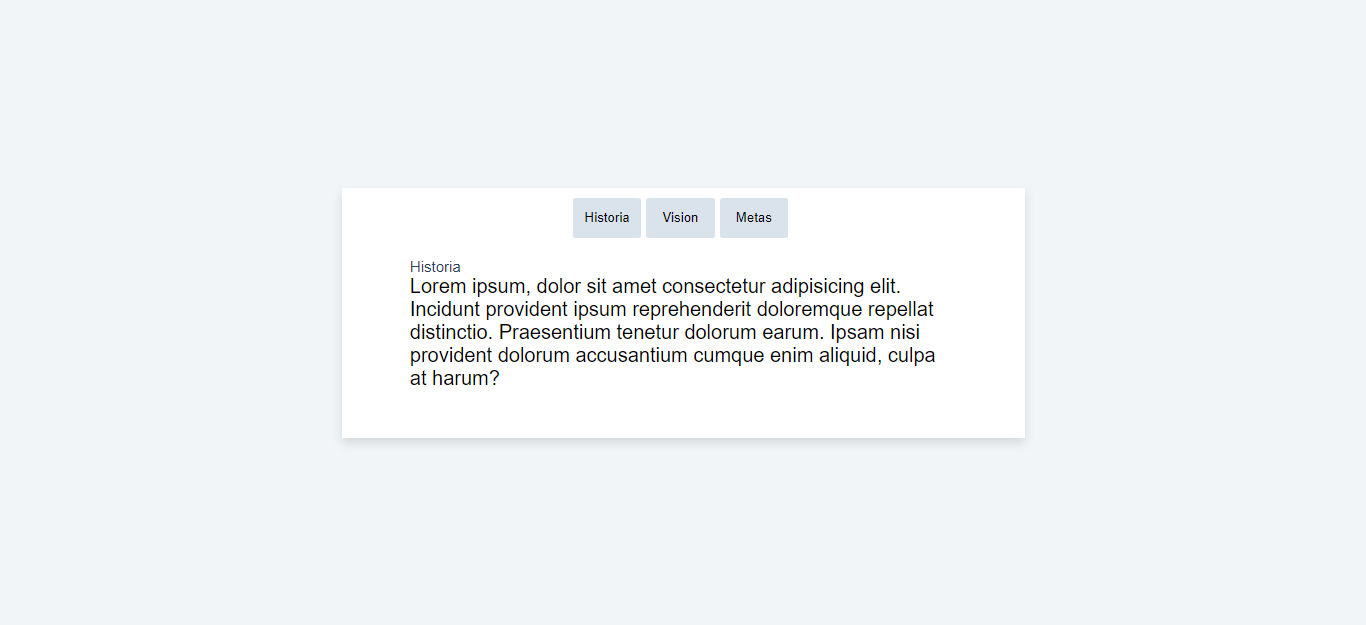 Historia Vision Metas
Historia
Lorem ipsum, dolor sit amet consectetur adipisicing elit.
Incidunt provident ipsum reprehenderit doloremque repellat
distinctio. Praesentium tenetur dolorum earum. Ipsam nisi
provident dolorum accusantium cumque enim aliquid, culpa
at harum?